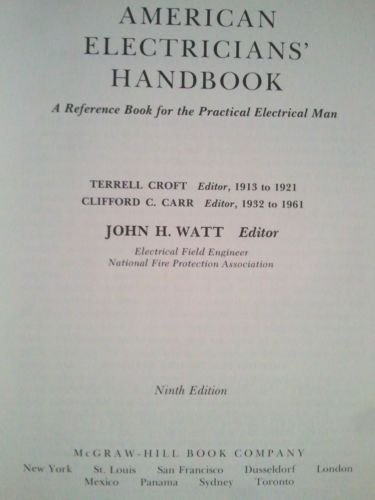 AMERICAN
ELECTRICIANS'
HANDBOOK
A Reference Book for the Practical Electrical Man
TERRELL CROFT Editor, 1913 to 1921
CLIFFORD C. CARR Editor, 1932 to 1961
JOHN H. WATT Editor
Electrical Field Engineer
National Fire Protection Association
Ninth Edition
McGRAW-HILL BOOK COMPANY
New York St. Louis San Francisco Dusseldorf London
Mexico Panama Sydney Toronto